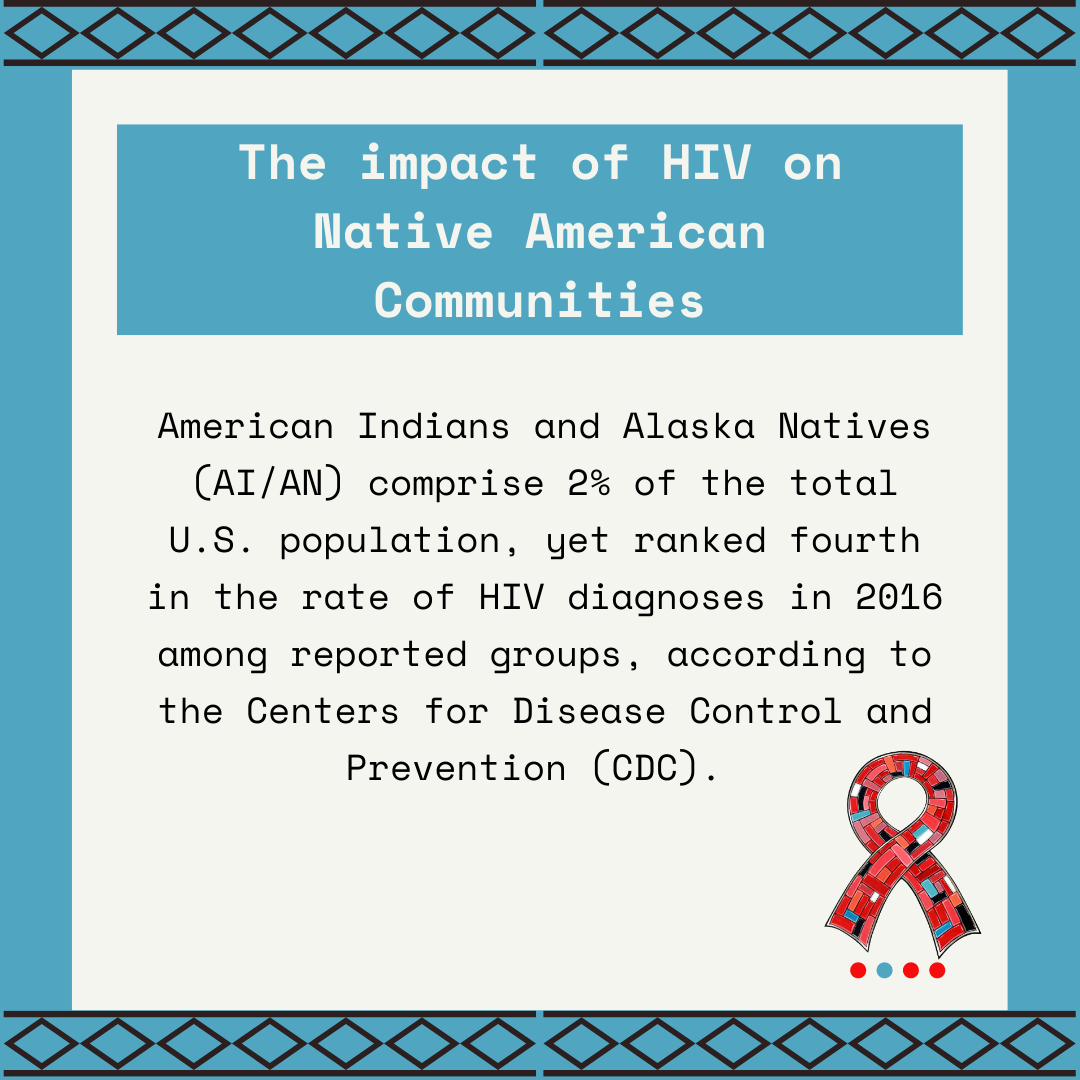 The impact of HIV on
Native American
Communities
American Indians and Alaska Natives
(AI/AN) comprise 2% of the total
U.S. population, yet ranked fourth
in the rate of HIV diagnoses in 2016
among reported groups, according to
the Centers for Disease Control and
Prevention (CDC).